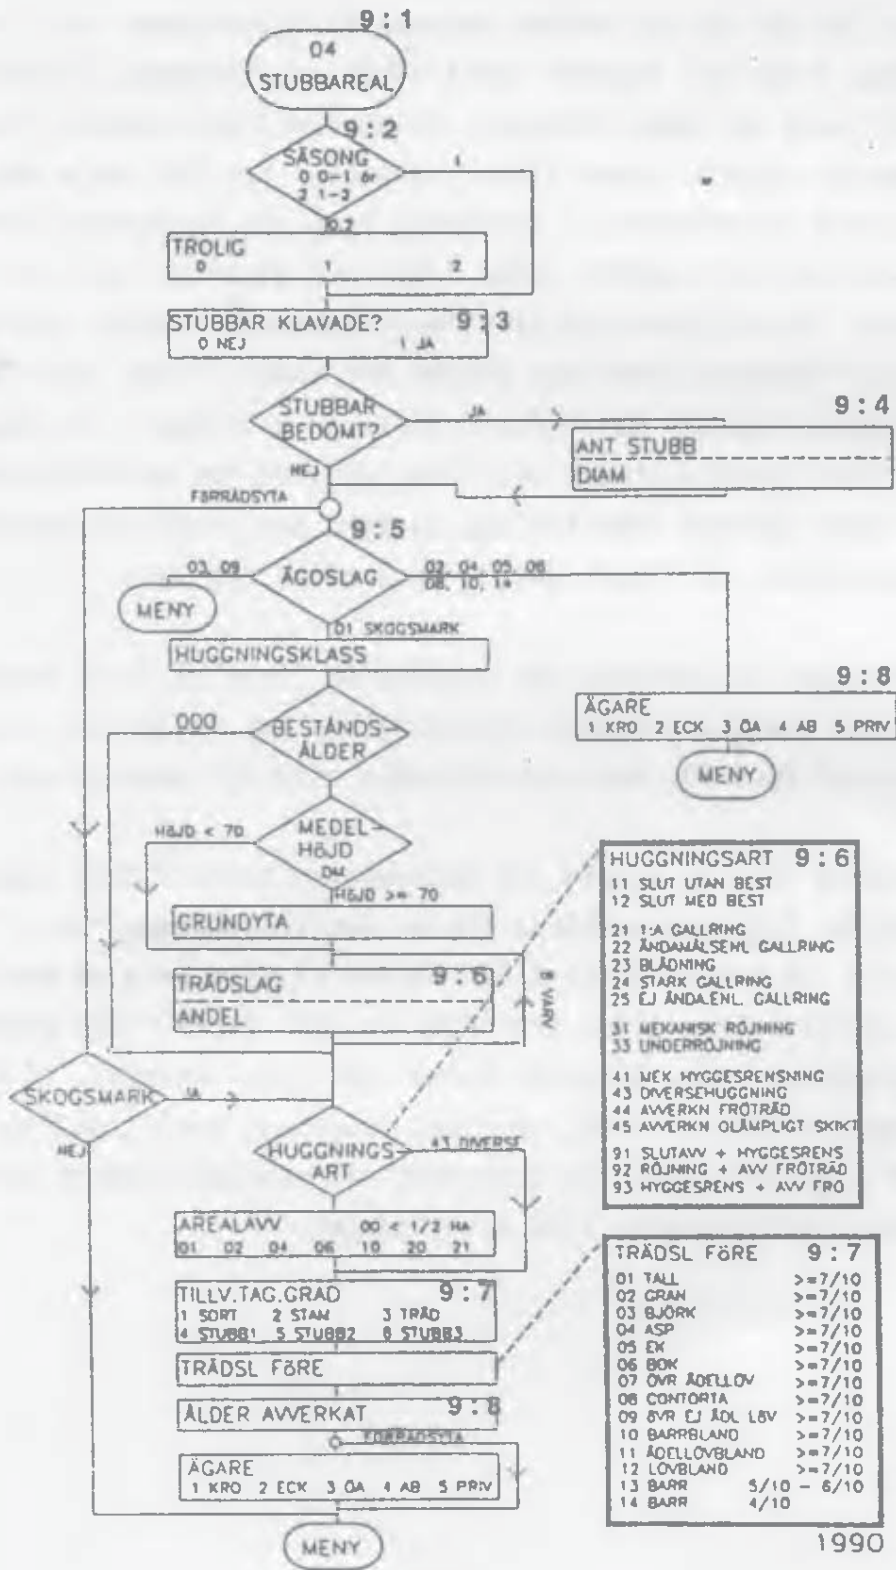 9:1
04
STUBBAREAL
9:2
SÄSONG
0 0-1 år
2 1-2
1
0,2
TROLIG
0 1 2
STUBBAR KLAVADE? 9:3
0 NEJ 1 JA
STUBBAR
BEDÖMT?
JA
NEJ
9:4
ANT STUBB
DIAM
FÖRRÅDSYTA
9:5
ÄGOSLAG
03, 09
02, 04, 05, 06
08, 10, 14
MENY
01 SKOGSMARK
HUGGNINGSKLASS
9:8
ÄGARE
1 KRO 2 ECK 3 ÖA 4 AB 5 PRIV
MENY
000
BESTÅNDS-
ÅLDER
HÖJD < 70
MEDEL-
HÖJD
DM
HÖJD >= 70
GRUNDYTA
TRÄDSLAG 9:6
ANDEL
8 VARV
HUGGNINGSART 9:6
11 SLUT UTAN BEST
12 SLUT MED BEST
21 1:A GALLRING
22 ÄNDAMÅLSENL GALLRING
23 BLÄDNING
24 STARK GALLRING
25 EJ ÄNDA.ENL. GALLRING
31 MEKANISK RÖJNING
33 UNDERRÖJNING
41 MEK HYGGESRENSNING
43 DIVERSEHUGGNING
44 AVVERKN FRÖTRÄD
45 AVVERKN OLÄMPLIGT SKIKT
91 SLUTAVV + HYGGESRENS
92 RÖJNING + AVV FRÖTRÄD
93 HYGGESRENS + AVV FRÖ
SKOGSMARK
JA
NEJ
HUGGNINGS-
ART
43 DIVERSE
AREALAVV 00 < 1/2 HA
01 02 04 06 10 20 21
TILLV.TAG.GRAD 9:7
1 SORT 2 STAM 3 TRÄD
4 STUBB1 5 STUBB2 6 STUBB3
TRÄDSL FÖRE
ÅLDER AVVERKAT 9:8
FÖRRÅDSYTA
ÄGARE
1 KRO 2 ECK 3 ÖA 4 AB 5 PRIV
MENY
TRÄDSL FÖRE 9:7
01 TALL >=7/10
02 GRAN >=7/10
03 BJÖRK >=7/10
04 ASP >=7/10
05 EK >=7/10
06 BOK >=7/10
07 ÖVR ÄDELLÖV >=7/10
08 CONTORTA >=7/10
09 ÖVR EJ ÄDL LÖV >=7/10
10 BARRBLAND >=7/10
11 ÄDELLÖVBLAND >=7/10
12 LÖVBLAND >=7/10
13 BARR 5/10 - 6/10
14 BARR 4/10
1990